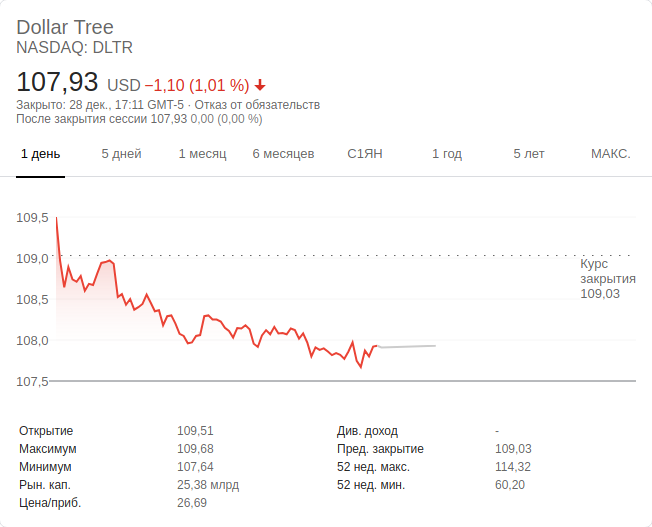 Dollar Tree
NASDAQ: DLTR
107,93 USD −1,10 (1,01 %)
Закрыто: 28 дек., 17:11 GMT-5 · Отказ от обязательств
После закрытия сессии 107,93 0,00 (0,00 %)
1 день 5 дней 1 месяц 6 месяцев С1ЯН 1 год 5 лет МАКС.
109,5
109,0
108,5
108,0
107,5
Курс
закрытия
109,03
Открытие 109,51 Див. доход -
Максимум 109,68 Пред. закрытие 109,03
Минимум 107,64 52 нед. макс. 114,32
Рын. кап. 25,38 млрд 52 нед. мин. 60,20
Цена/приб. 26,69